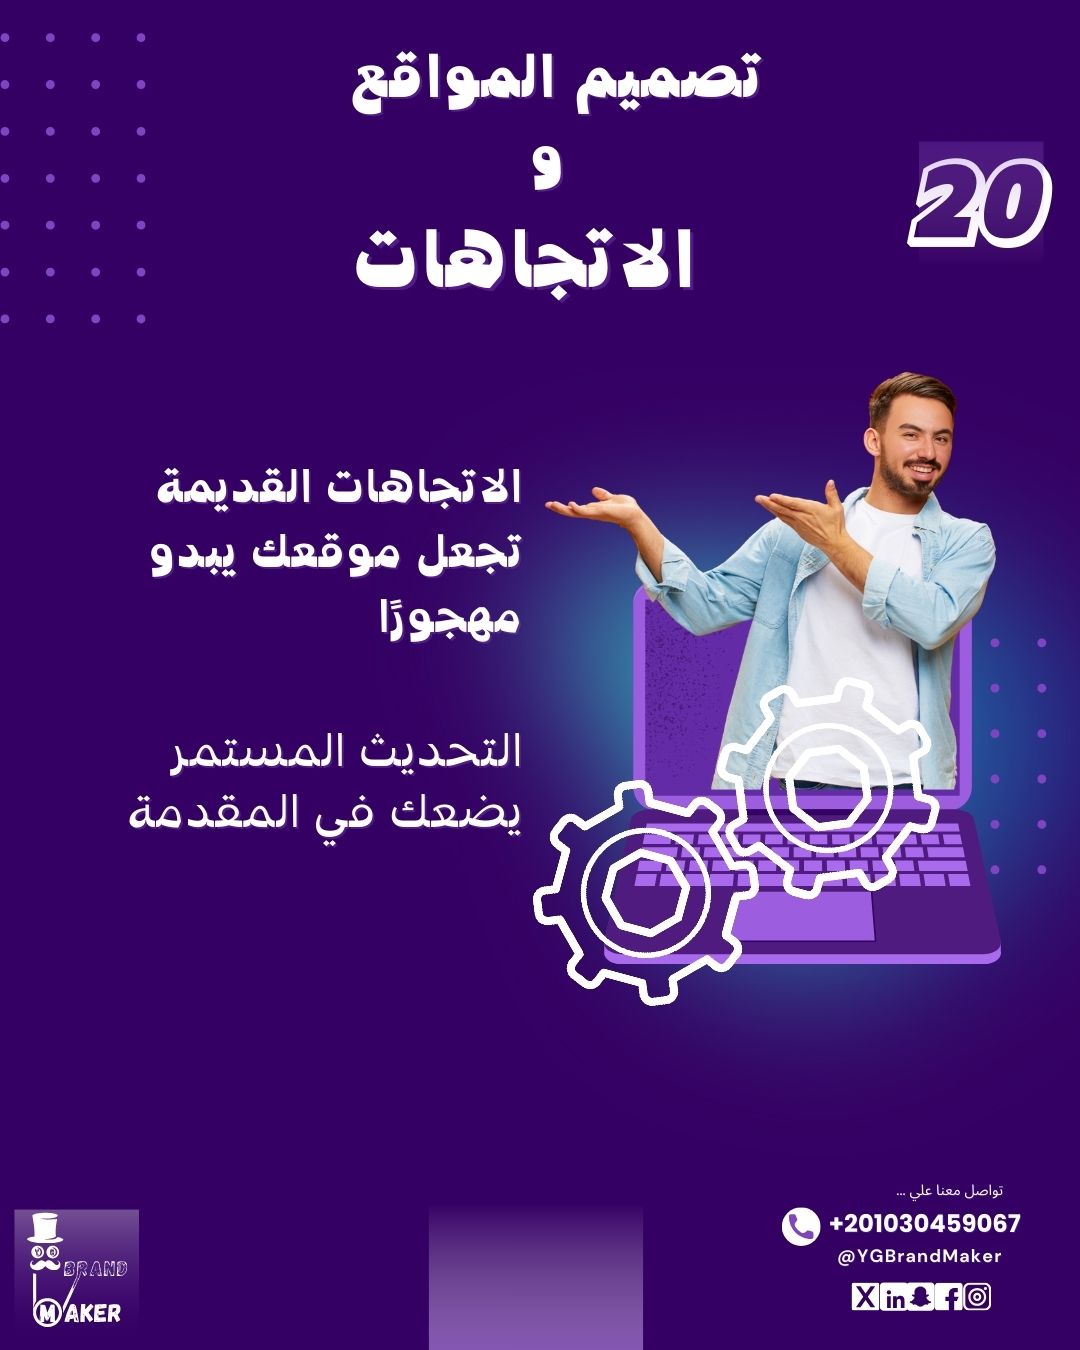 تصميم المواقع
و
الاتجاهات
20
الاتجاهات القديمة
تجعل موقعك يبدو
مهجورًا
التحديث المستمر
يضعك في المقدمة
تواصل معنا علي ...
+201030459067
@YGBrandMaker
BRAND
MAKER